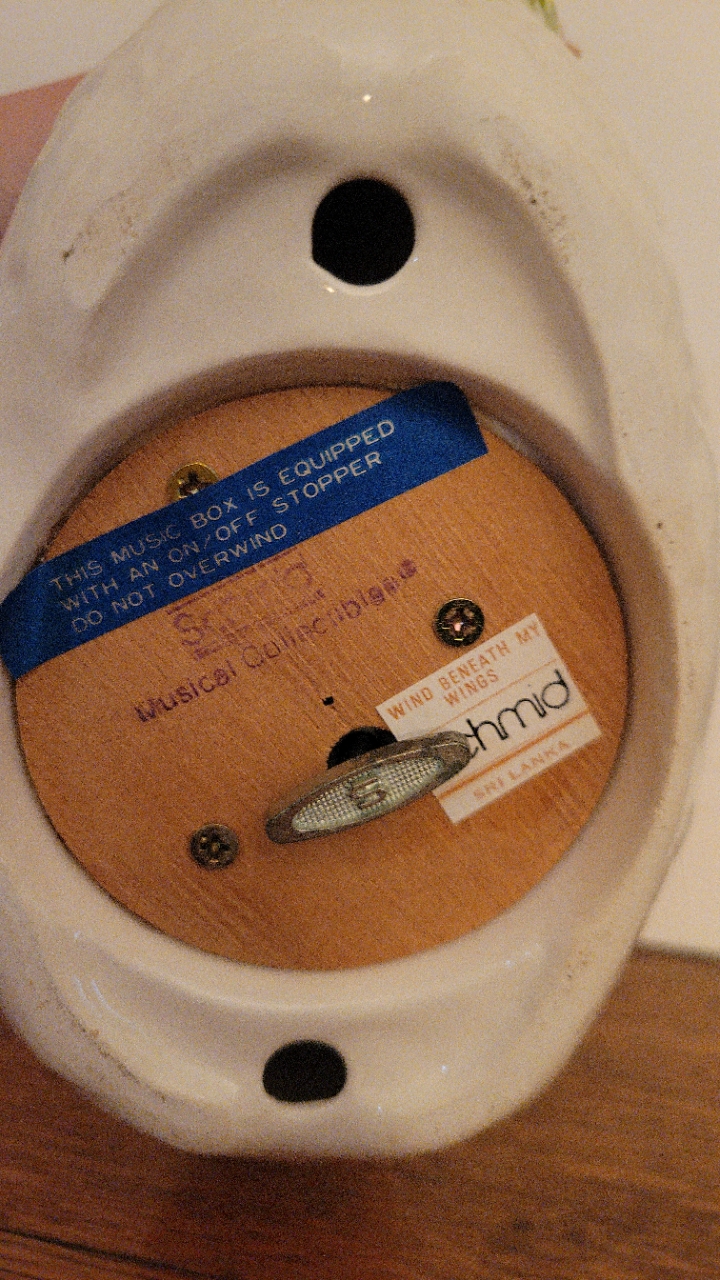 THIS MUSIC BOX IS EQUIPPED
WITH AN ON/OFF STOPPER
DO NOT OVERWIND
Musical Collectibles®
WIND BENEATH MY
WINGS
chmid
SRI LANKA
S